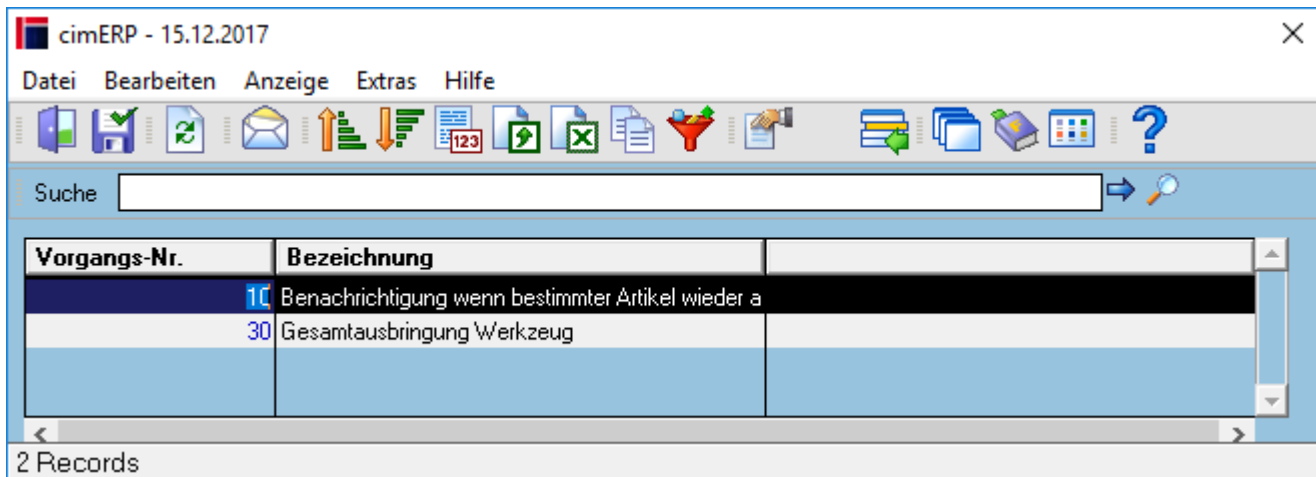 cimERP - 15.12.2017
Datei Bearbeiten Anzeige Extras Hilfe
123
Suche
Vorgangs-Nr. Bezeichnung
10 Benachrichtigung wenn bestimmter Artikel wieder a
30 Gesamtausbringung Werkzeug
2 Records